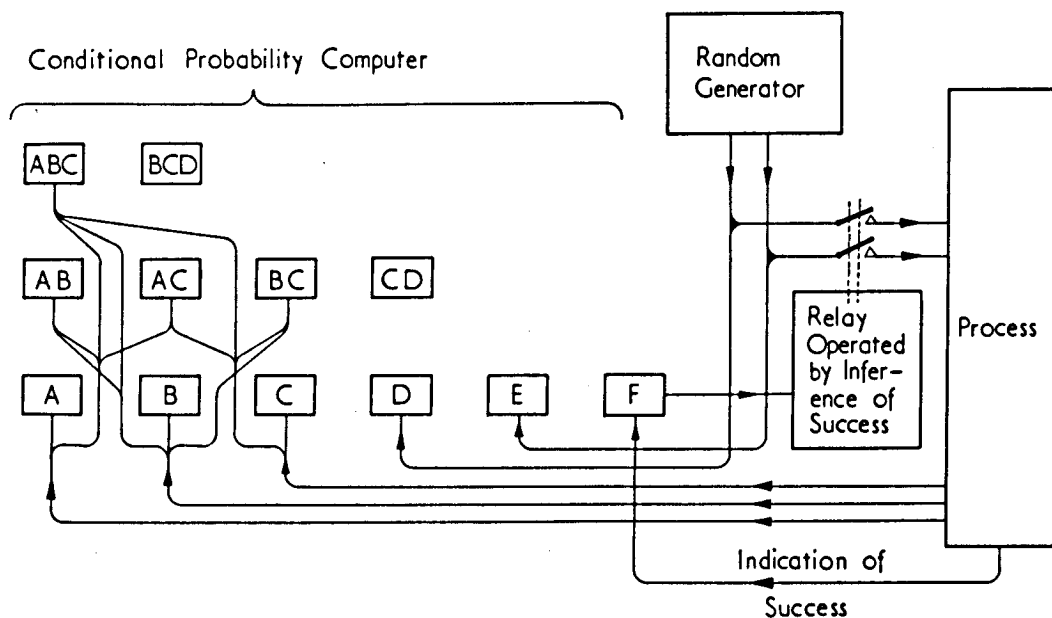 Conditional Probability Computer
Random
Generator
ABC
BCD
AB
AC
BC
CD
Relay
Operated
by Infer-
ence of
Success
Process
A
B
C
D
E
F
Indication of
Success